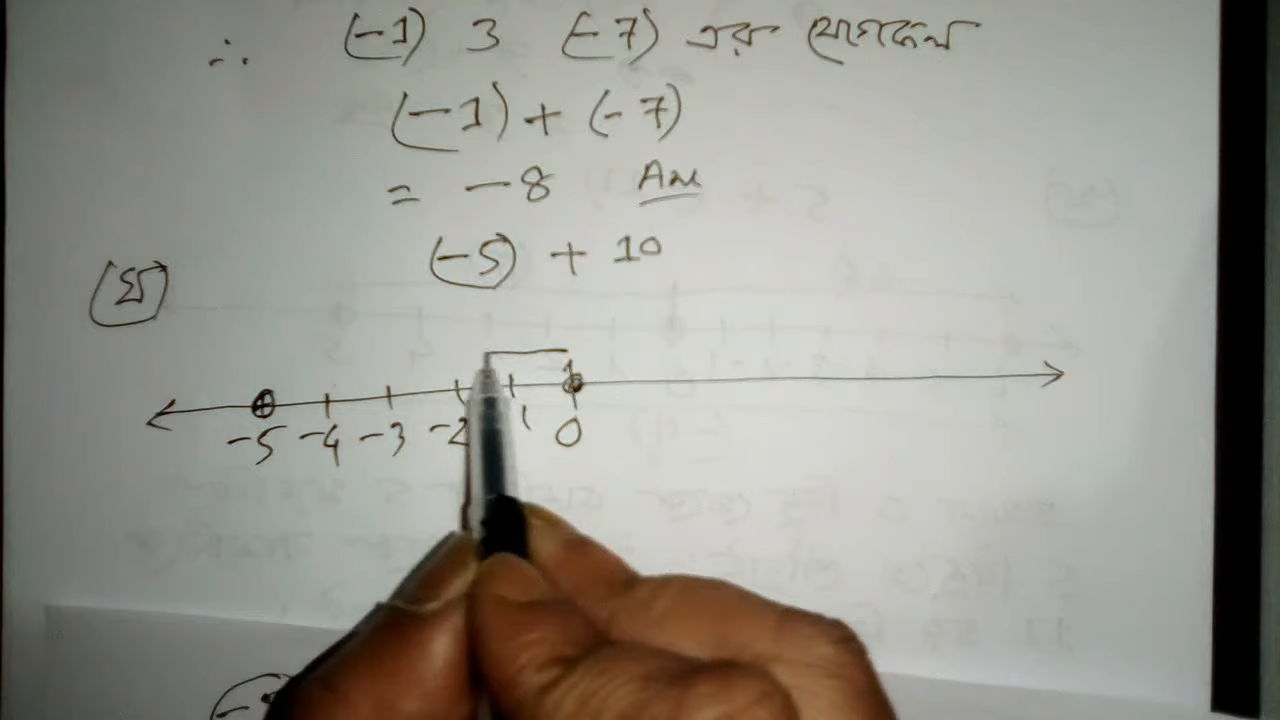 ∴ (-1) ও (-7) এর যোগফল
(-1) + (-7)
= -8 Ans
(ঘ) (-5) + 10
-5 -4 -3 -2 1 0